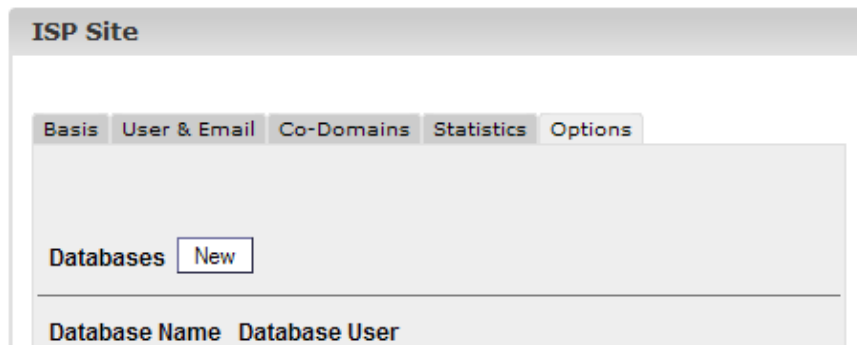 ISP Site
Basis User & Email Co-Domains Statistics Options
Databases New
Database Name Database User